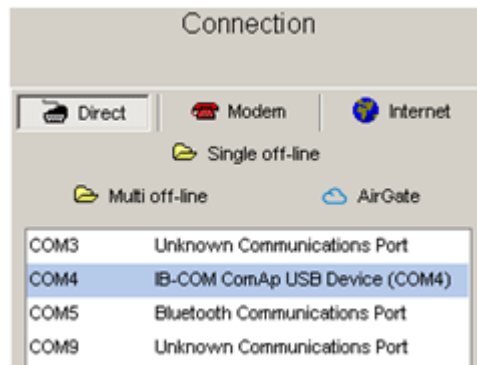 Connection
Direct Modem Internet
Single off-line
Multi off-line AirGate
COM3 Unknown Communications Port
COM4 IB-COM ComAp USB Device (COM4)
COM5 Bluetooth Communications Port
COM9 Unknown Communications Port